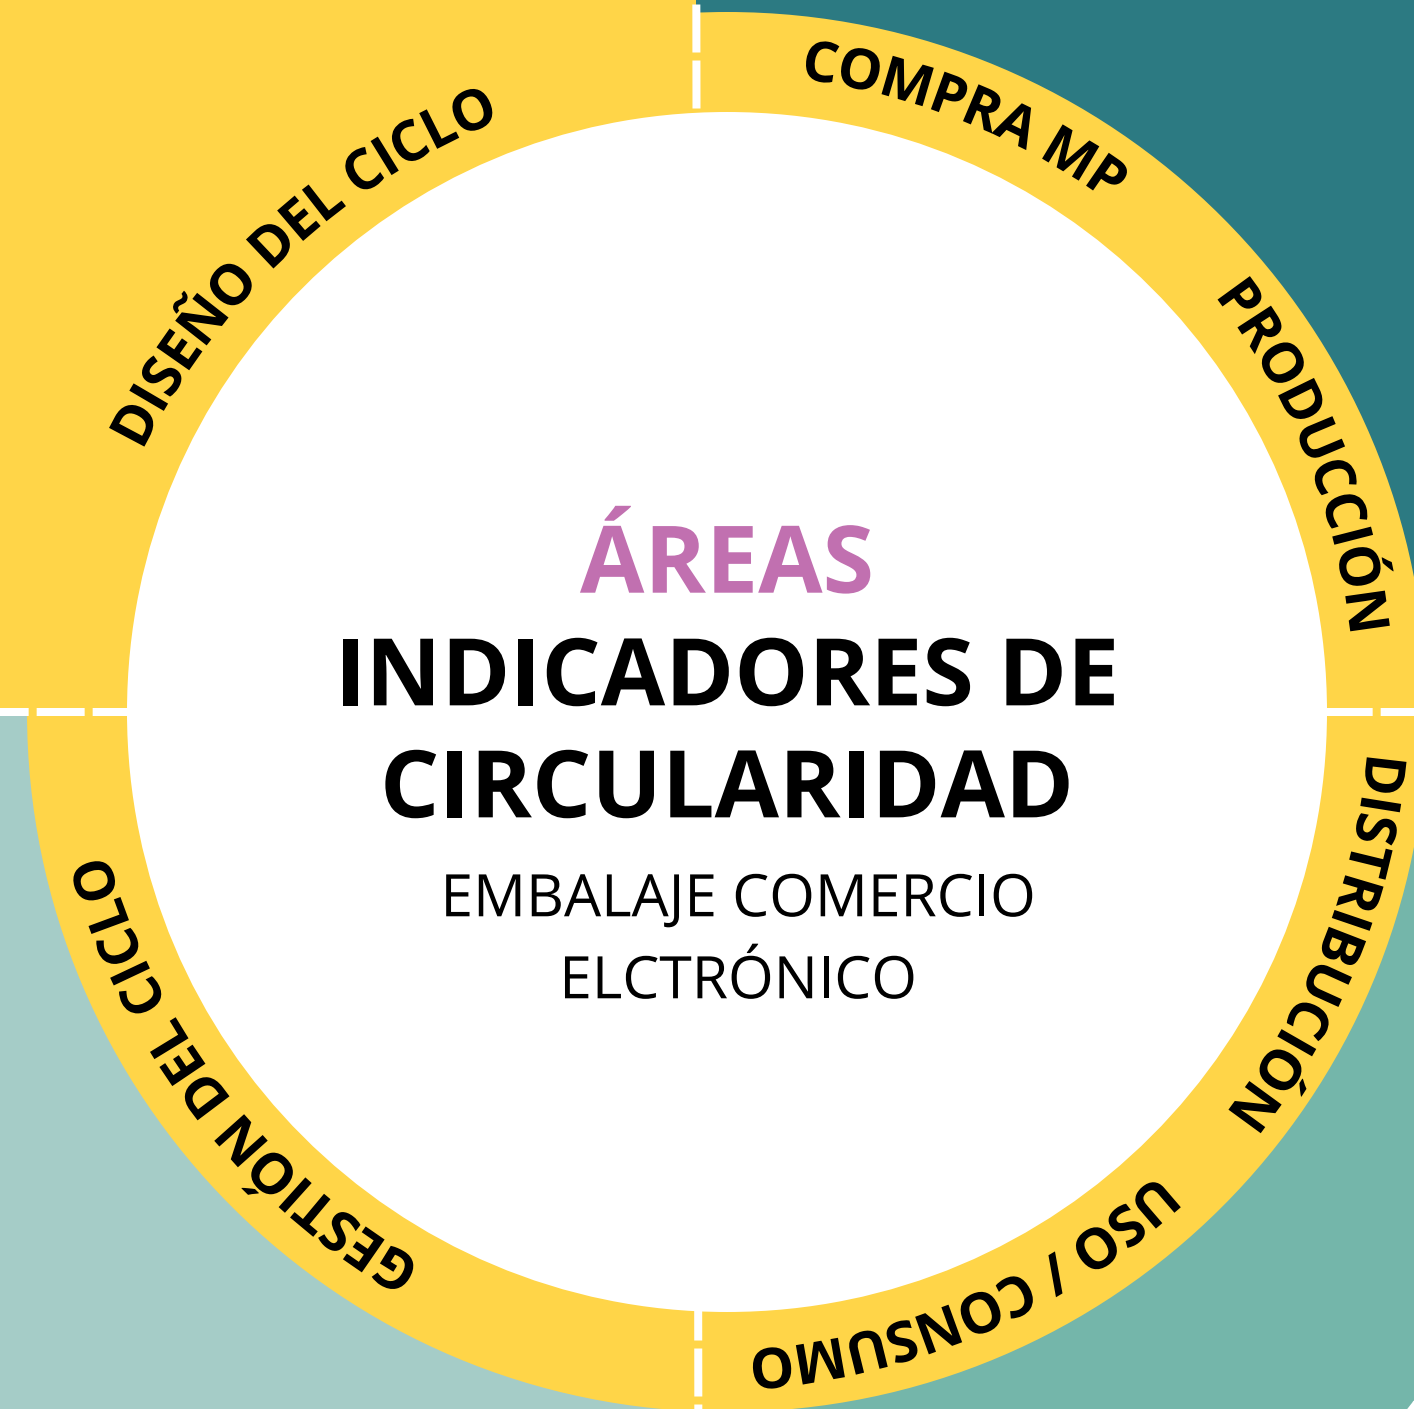 DISEÑO DEL CICLO
COMPRA MP
PRODUCCIÓN
DISTRIBUCIÓN
USO / CONSUMO
GESTIÓN DEL CICLO
ÁREAS
INDICADORES DE
CIRCULARIDAD
EMBALAJE COMERCIO
ELCTRÓNICO